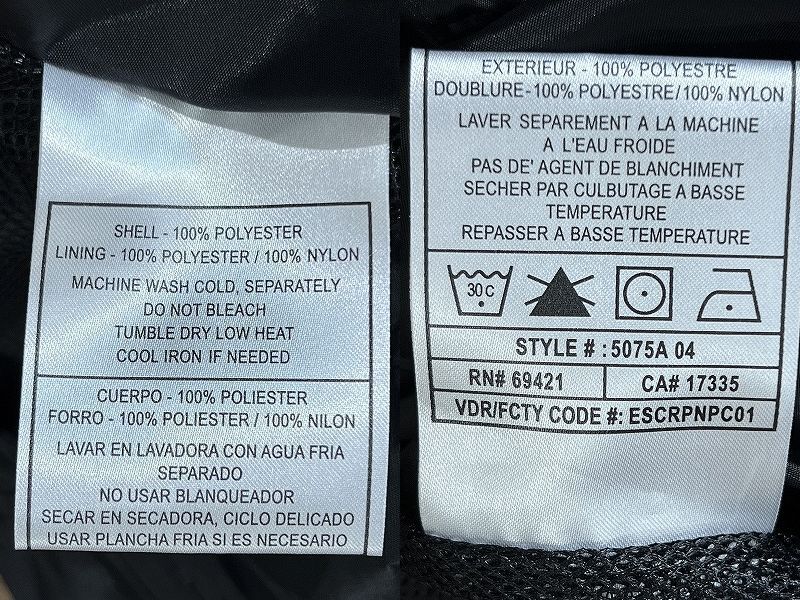 SHELL - 100% POLYESTER
LINING - 100% POLYESTER / 100% NYLON
MACHINE WASH COLD, SEPARATELY
DO NOT BLEACH
TUMBLE DRY LOW HEAT
COOL IRON IF NEEDED
CUERPO - 100% POLIESTER
FORRO - 100% POLIESTER / 100% NILON
LAVAR EN LAVADORA CON AGUA FRIA
SEPARADO
NO USAR BLANQUEADOR
SECAR EN SECADORA, CICLO DELICADO
USAR PLANCHA FRIA SI ES NECESARIO
EXTERIEUR - 100% POLYESTRE
DOUBLURE-100% POLYESTRE/100% NYLON
LAVER SEPAREMENT A LA MACHINE
A L'EAU FROIDE
PAS DE' AGENT DE BLANCHIMENT
SECHER PAR CULBUTAGE A BASSE
TEMPERATURE
REPASSER A BASSE TEMPERATURE
30C
STYLE # : 5075A 04
RN# 69421 CA# 17335
VDR/FCTY CODE #: ESCRPNPC01